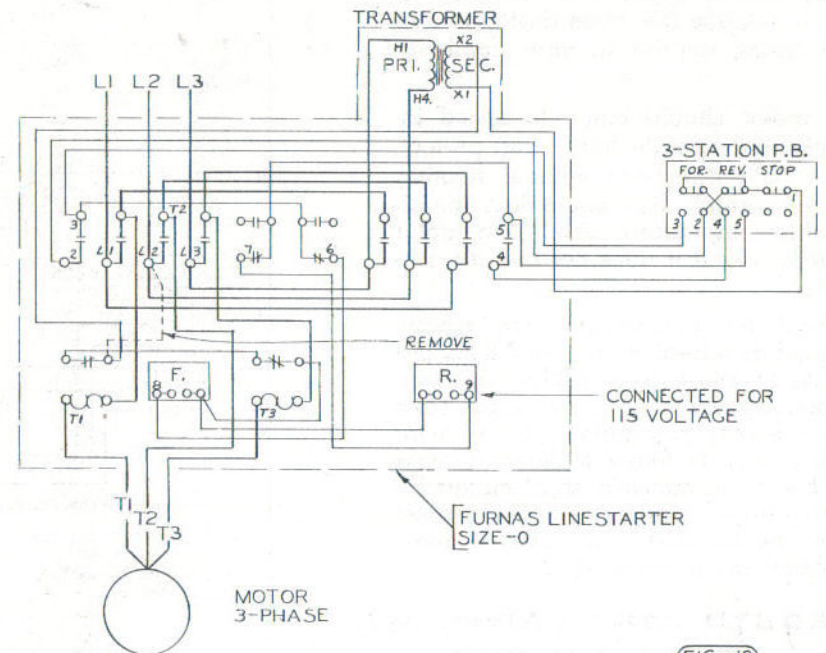 TRANSFORMER
H1 X2
PRI. SEC.
H4. X1
L1 L2 L3
3-STATION P.B.
FOR. REV. STOP
1
3 2 4 5
3 T2 5
2 L1 L2 L3 7 6 4
REMOVE
F. R.
8 9
T1 T3
CONNECTED FOR
115 VOLTAGE
T1
T2
T3
FURNAS LINESTARTER
SIZE-0
MOTOR
3-PHASE